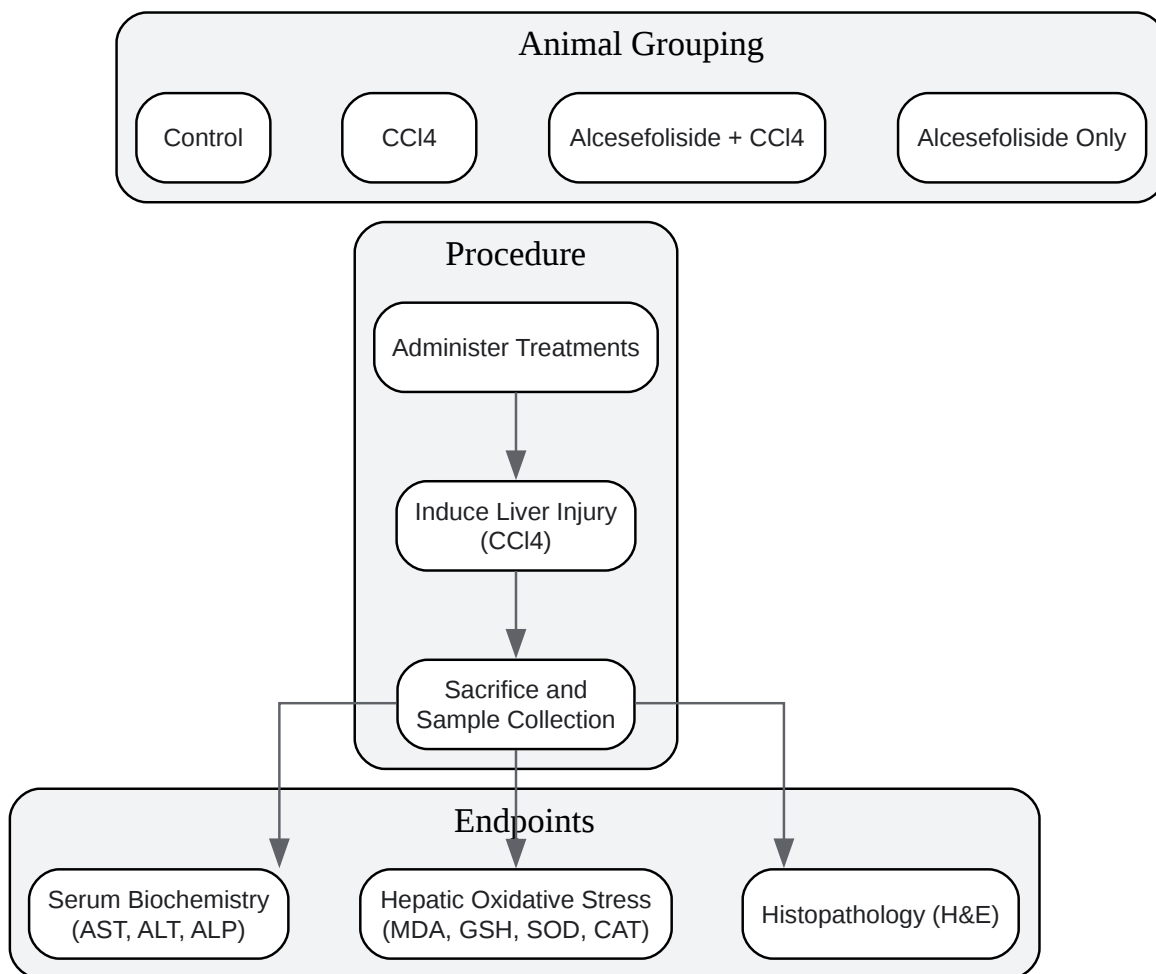 Animal Grouping
Control
CCl4
Alcesefoliside + CCl4
Alcesefoliside Only
Procedure
Administer Treatments
Induce Liver Injury
(CCl4)
Sacrifice and
Sample Collection
Endpoints
Serum Biochemistry
(AST, ALT, ALP)
Hepatic Oxidative Stress
(MDA, GSH, SOD, CAT)
Histopathology (H&E)